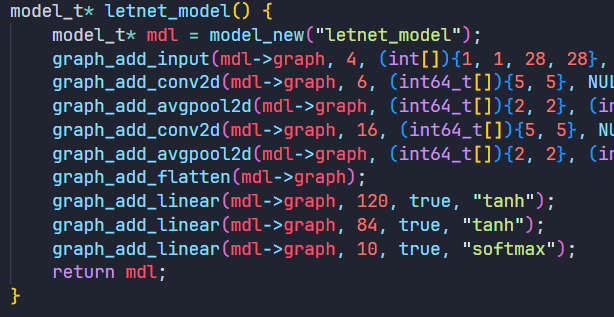 model_t* letnet_model() {
    model_t* mdl = model_new("letnet_model");
    graph_add_input(mdl->graph, 4, (int[]){1, 1, 28, 28},
    graph_add_conv2d(mdl->graph, 6, (int64_t[]){5, 5}, NUL
    graph_add_avgpool2d(mdl->graph, (int64_t[]){2, 2}, (in
    graph_add_conv2d(mdl->graph, 16, (int64_t[]){5, 5}, NU
    graph_add_avgpool2d(mdl->graph, (int64_t[]){2, 2}, (in
    graph_add_flatten(mdl->graph);
    graph_add_linear(mdl->graph, 120, true, "tanh");
    graph_add_linear(mdl->graph, 84, true, "tanh");
    graph_add_linear(mdl->graph, 10, true, "softmax");
    return mdl;
}